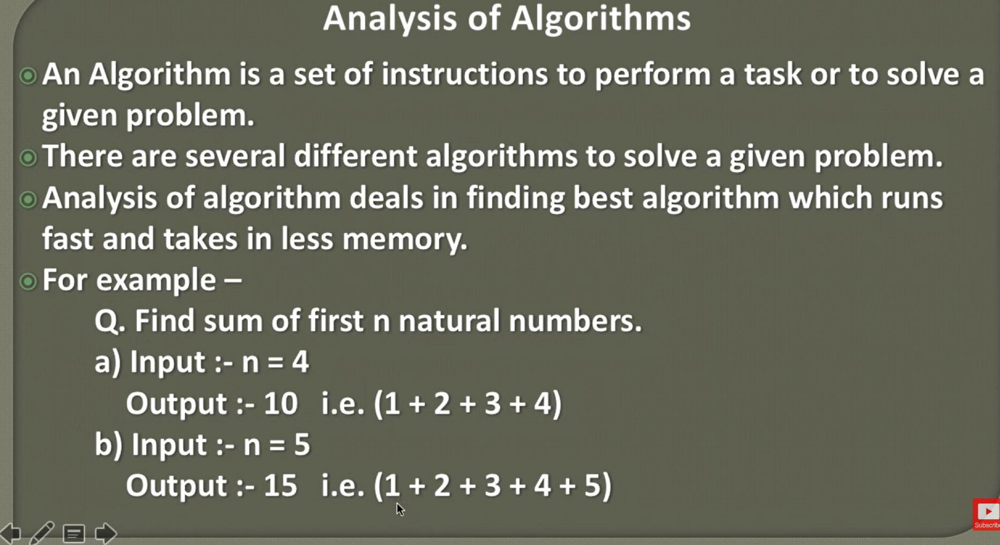 Analysis of Algorithms
An Algorithm is a set of instructions to perform a task or to solve a
given problem.
There are several different algorithms to solve a given problem.
Analysis of algorithm deals in finding best algorithm which runs
fast and takes in less memory.
For example –
Q. Find sum of first n natural numbers.
a) Input :- n = 4
Output :- 10 i.e. (1 + 2 + 3 + 4)
b) Input :- n = 5
Output :- 15 i.e. (1 + 2 + 3 + 4 + 5)
Subscribe